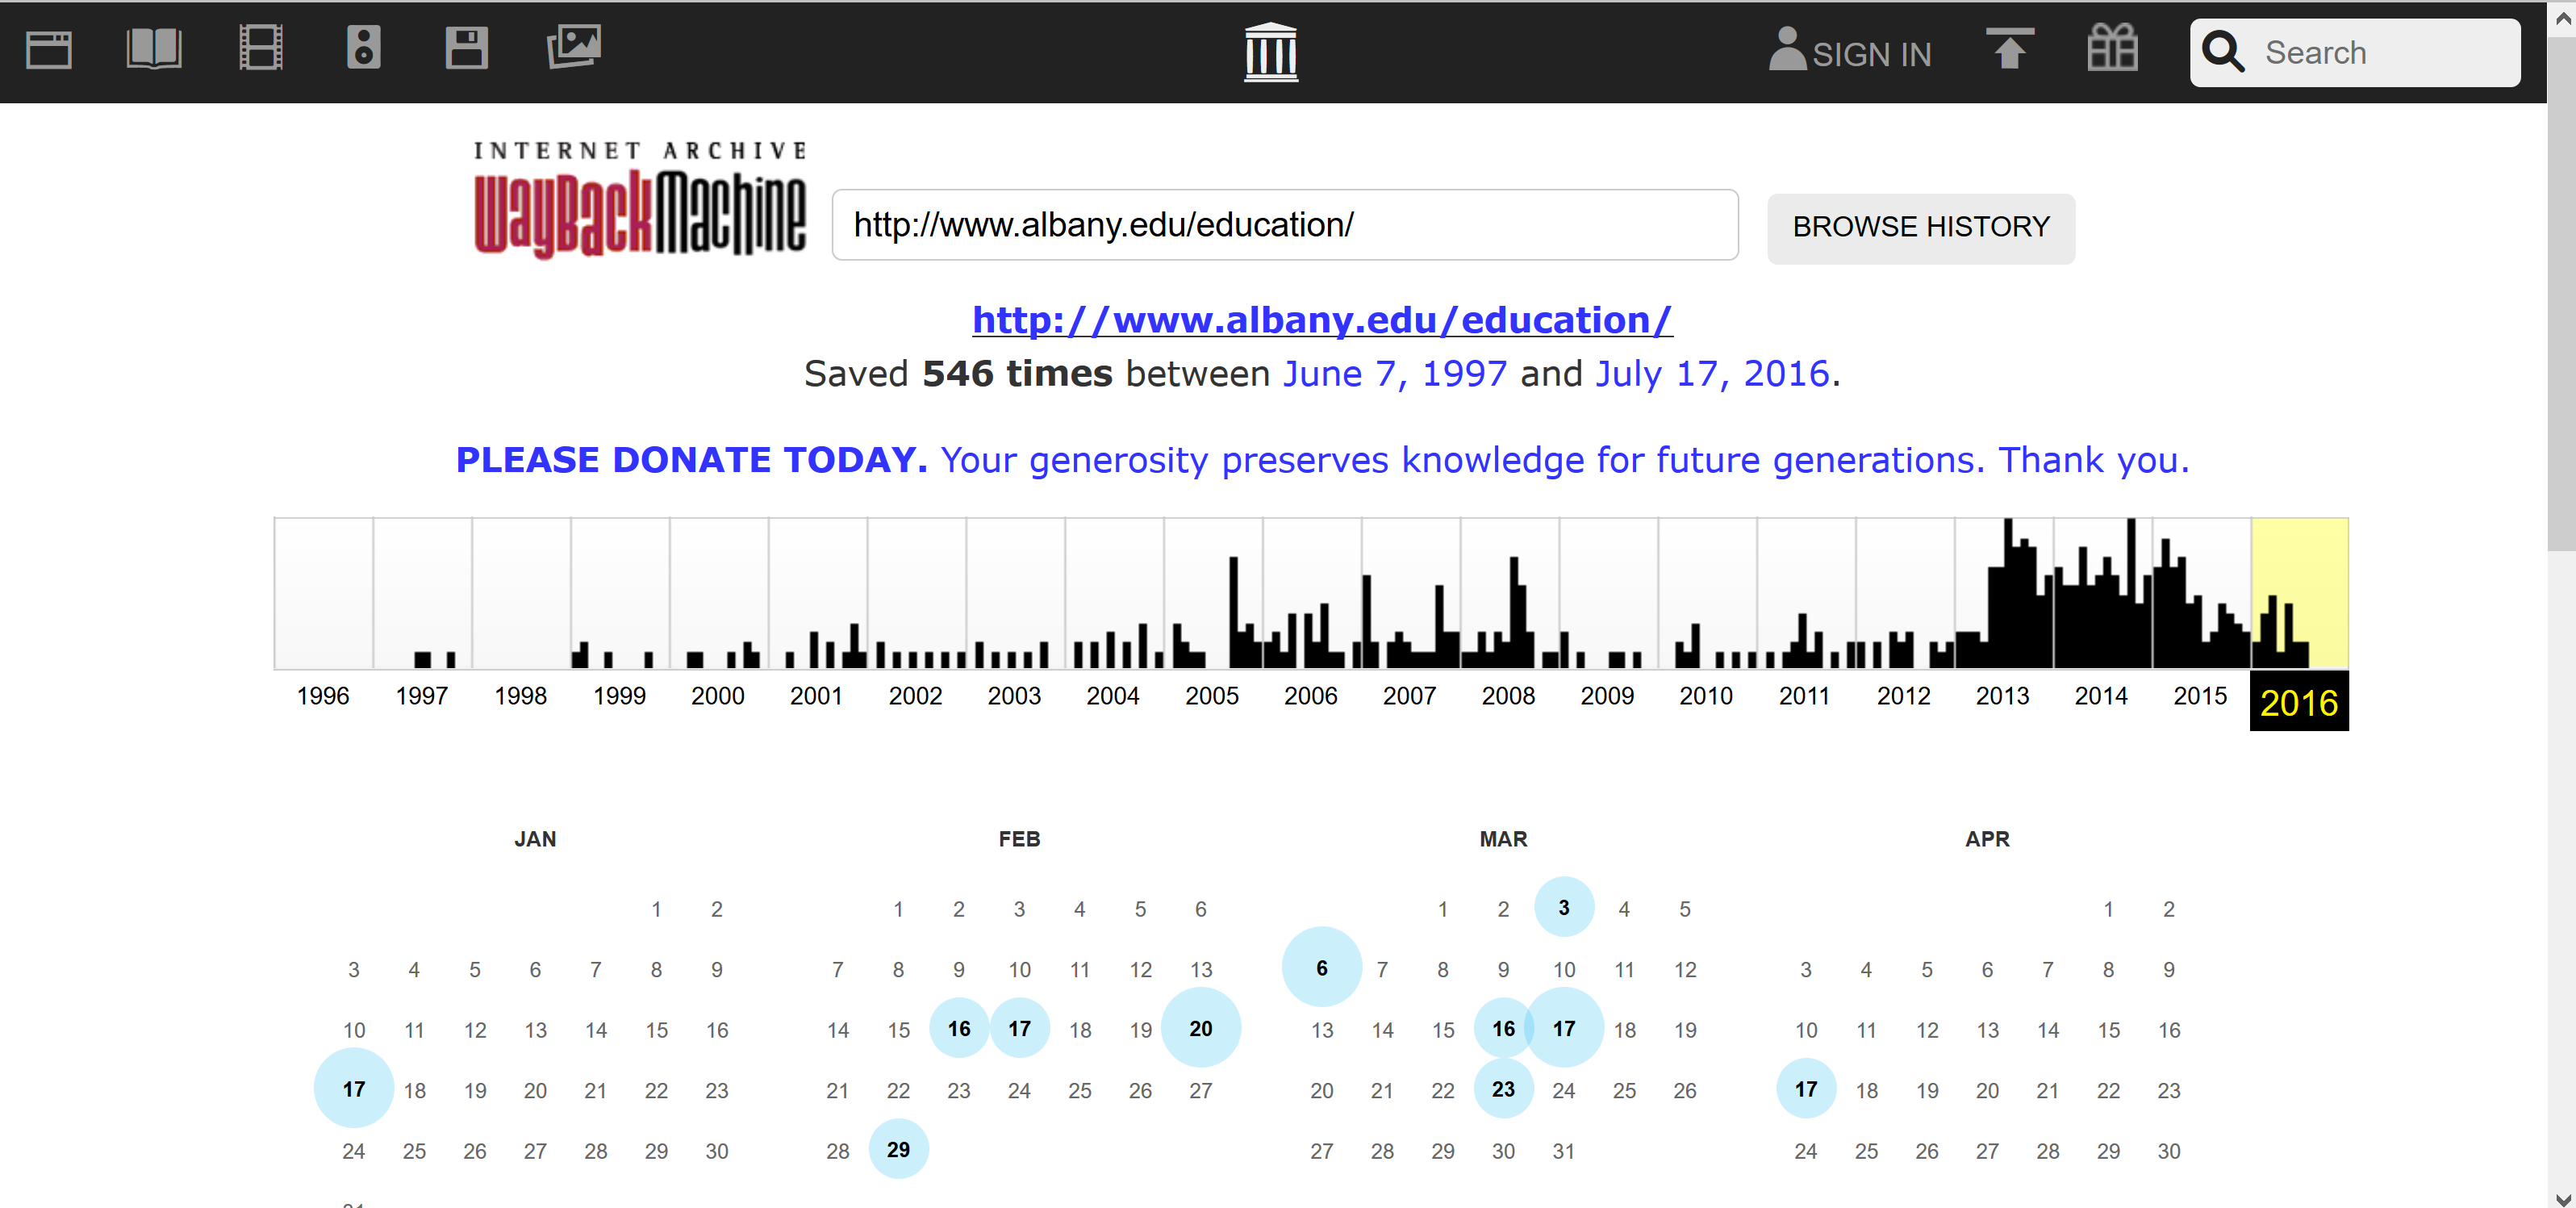 SIGN IN
Search
INTERNET ARCHIVE
WayBackMachine
http://www.albany.edu/education/
BROWSE HISTORY
http://www.albany.edu/education/
Saved 546 times between June 7, 1997 and July 17, 2016.
PLEASE DONATE TODAY. Your generosity preserves knowledge for future generations. Thank you.
1996 1997 1998 1999 2000 2001 2002 2003 2004 2005 2006 2007 2008 2009 2010 2011 2012 2013 2014 2015 2016
JAN
1 2
3 4 5 6 7 8 9
10 11 12 13 14 15 16
17 18 19 20 21 22 23
24 25 26 27 28 29 30
FEB
1 2 3 4 5 6
7 8 9 10 11 12 13
14 15 16 17 18 19 20
21 22 23 24 25 26 27
28 29
MAR
1 2 3 4 5
6 7 8 9 10 11 12
13 14 15 16 17 18 19
20 21 22 23 24 25 26
27 28 29 30 31
APR
1 2
3 4 5 6 7 8 9
10 11 12 13 14 15 16
17 18 19 20 21 22 23
24 25 26 27 28 29 30